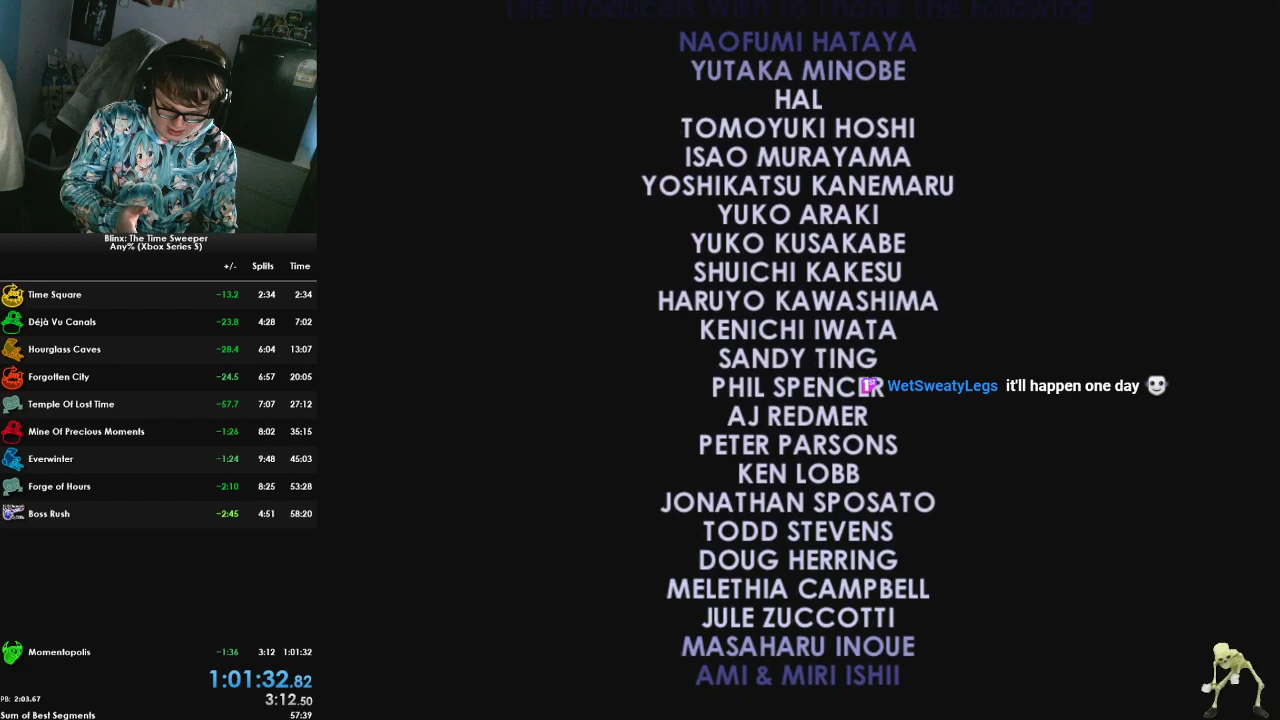 The Producers Wish To Thank The Following
NAOFUMI HATAYA
YUTAKA MINOBE
HAL
TOMOYUKI HOSHI
ISAO MURAYAMA
YOSHIKATSU KANEMARU
YUKO ARAKI
YUKO KUSAKABE
SHUICHI KAKESU
HARUYO KAWASHIMA
KENICHI IWATA
SANDY TING
PHIL SPENCER
WetSweatyLegs it'll happen one day
AJ REDMER
PETER PARSONS
KEN LOBB
JONATHAN SPOSATO
TODD STEVENS
DOUG HERRING
MELETHIA CAMPBELL
JULE ZUCCOTTI
MASAHARU INOUE
AMI & MIRI ISHII
Blinx: The Time Sweeper
Any% (Xbox Series S)
+/- Splits Time
Time Square -13.2 2:34 2:34
Déjà Vu Canals -23.8 4:28 7:02
Hourglass Caves -28.4 6:04 13:07
Forgotten City -24.5 6:57 20:05
Temple Of Lost Time -57.7 7:07 27:12
Mine Of Precious Moments -1:26 8:02 35:15
Everwinter -1:24 9:48 45:03
Forge of Hours -2:10 8:25 53:28
Boss Rush -2:45 4:51 58:20
Momentopolis -1:36 3:12 1:01:32
1:01:32.82
PB: 2:03.67 3:12.50
Sum of Best Segments 57:39